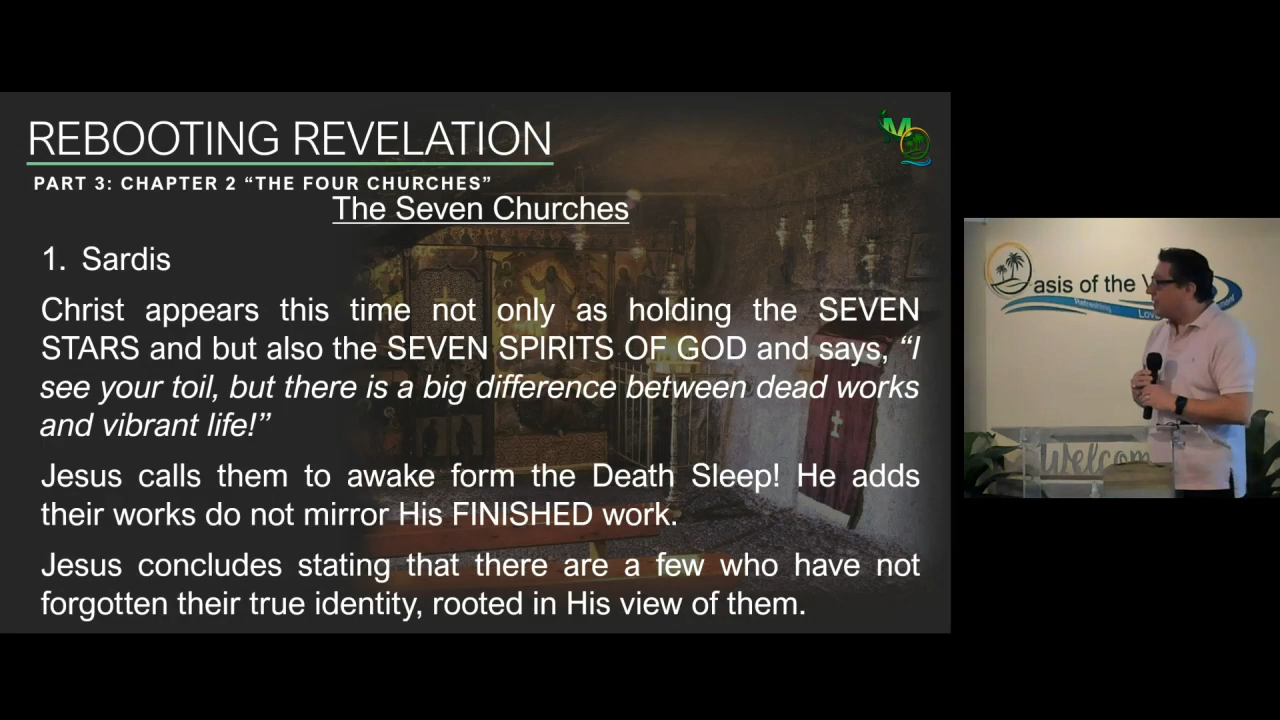 REBOOTING REVELATION
PART 3: CHAPTER 2 “THE FOUR CHURCHES”
The Seven Churches
1. Sardis
Christ appears this time not only as holding the SEVEN
STARS and but also the SEVEN SPIRITS OF GOD and says, “I
see your toil, but there is a big difference between dead works
and vibrant life!”
Jesus calls them to awake form the Death Sleep! He adds
their works do not mirror His FINISHED work.
Jesus concludes stating that there are a few who have not
forgotten their true identity, rooted in His view of them.
M
asis of the V
Refreshing
Welcom